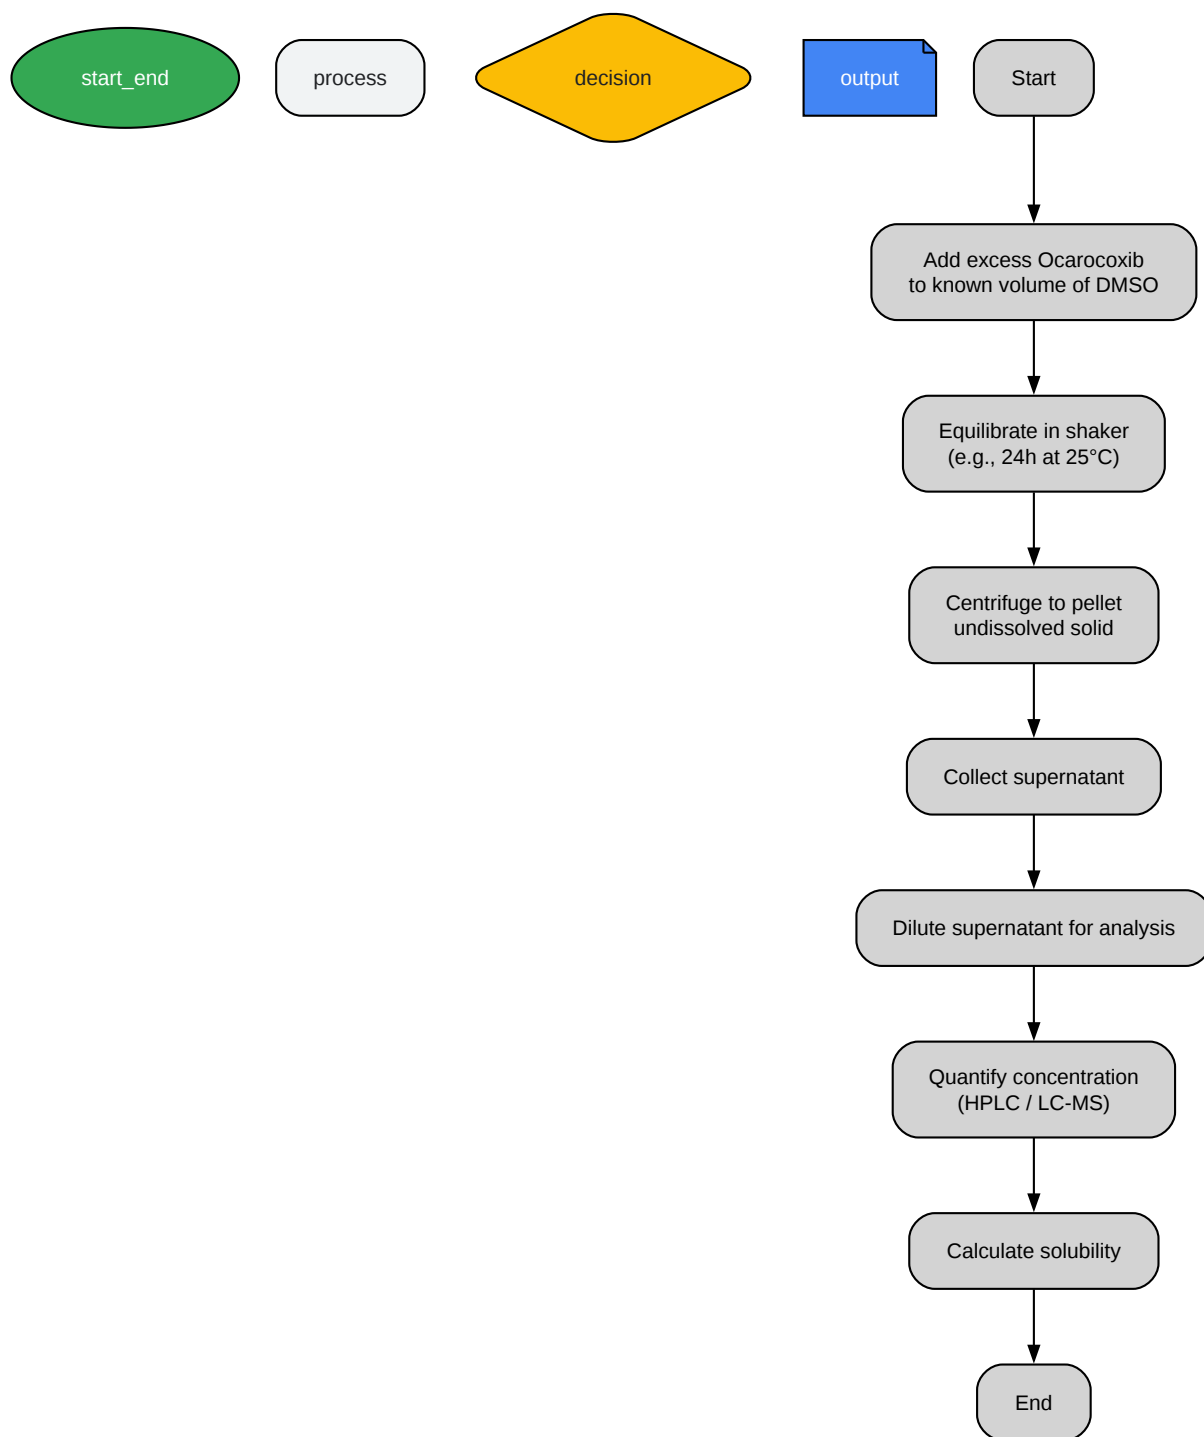 start_end
process
decision
output
Start
Add excess Ocarocoxib
to known volume of DMSO
Equilibrate in shaker
(e.g., 24h at 25°C)
Centrifuge to pellet
undissolved solid
Collect supernatant
Dilute supernatant for analysis
Quantify concentration
(HPLC / LC-MS)
Calculate solubility
End